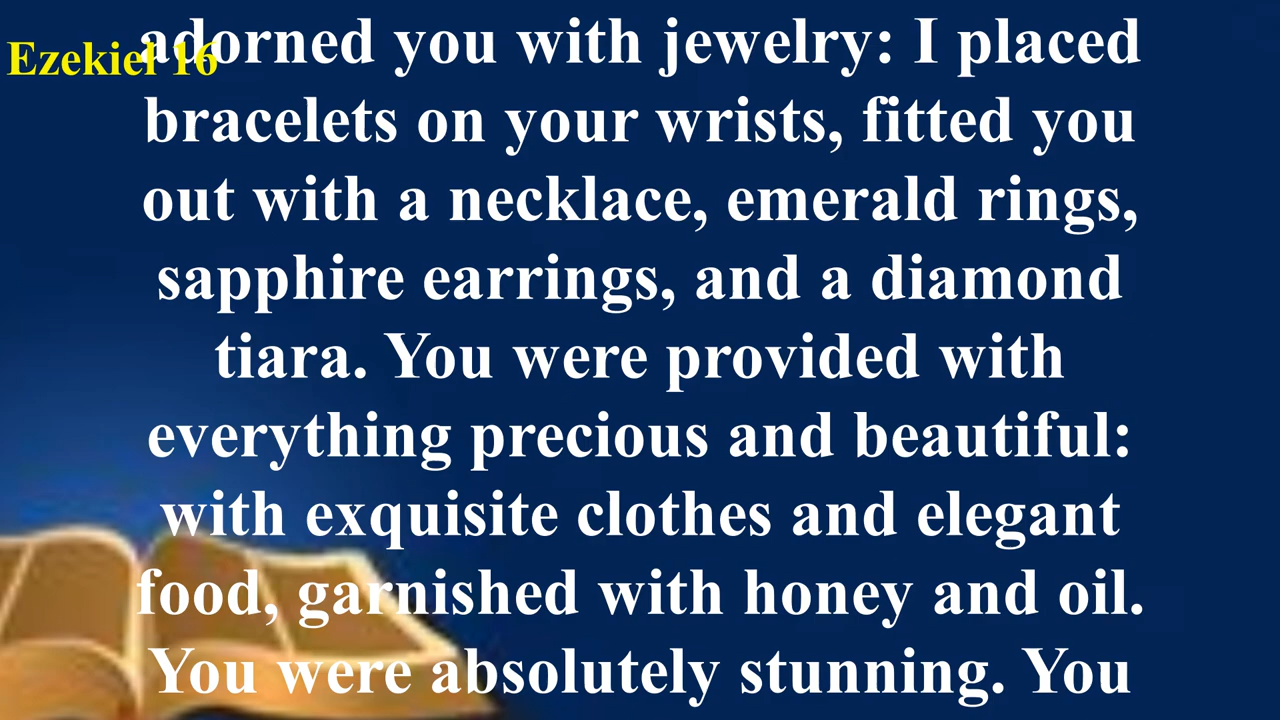 Ezekiel 16
adorned you with jewelry: I placed
bracelets on your wrists, fitted you
out with a necklace, emerald rings,
sapphire earrings, and a diamond
tiara. You were provided with
everything precious and beautiful:
with exquisite clothes and elegant
food, garnished with honey and oil.
You were absolutely stunning. You